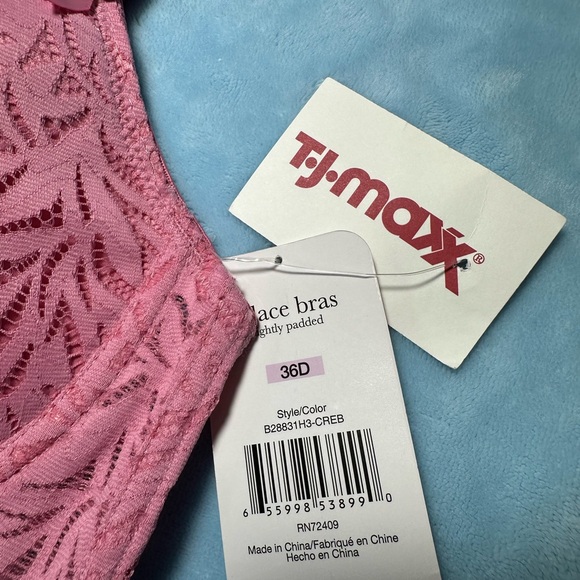 T·J·maxx®
lace bras
lightly padded
36D
Style/Color
B28831H3-CREB
6 55998 53899 0
RN72409
Made in China/Fabriqué en Chine
Hecho en China